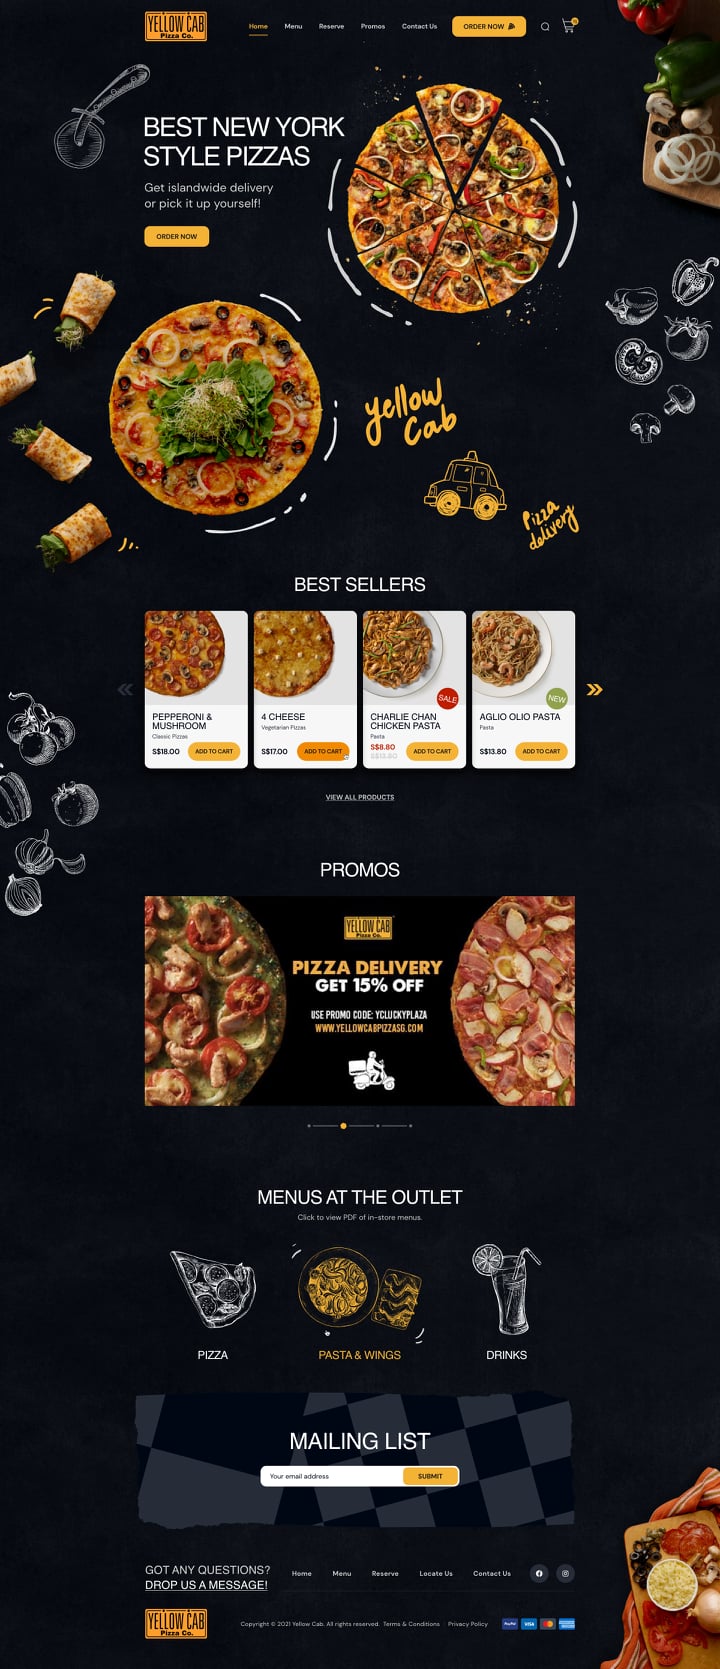 YELLOW CAB
Pizza Co.
Home
Menu
Reserve
Promos
Contact Us
ORDER NOW
BEST NEW YORK
STYLE PIZZAS
Get islandwide delivery
or pick it up yourself!
ORDER NOW
yellow
Cab
Pizza
delivery
BEST SELLERS
SALE
NEW
PEPPERONI &
MUSHROOM
Classic Pizzas
S$18.00
ADD TO CART
4 CHEESE
Vegetarian Pizzas
S$17.00
ADD TO CART
CHARLIE CHAN
CHICKEN PASTA
Pasta
S$8.80
S$13.80
ADD TO CART
AGLIO OLIO PASTA
Pasta
S$13.80
ADD TO CART
VIEW ALL PRODUCTS
PROMOS
YELLOW CAB
Pizza Co.
PIZZA DELIVERY
GET 15% OFF
USE PROMO CODE: YCLUCKYPLAZA
WWW.YELLOWCABPIZZASG.COM
MENUS AT THE OUTLET
Click to view PDF of in-store menus.
PIZZA
PASTA & WINGS
DRINKS
MAILING LIST
Your email address
SUBMIT
GOT ANY QUESTIONS?
DROP US A MESSAGE!
Home
Menu
Reserve
Locate Us
Contact Us
YELLOW CAB
Pizza Co.
Copyright © 2021 Yellow Cab. All rights reserved.
Terms & Conditions
Privacy Policy
PayPal
VISA